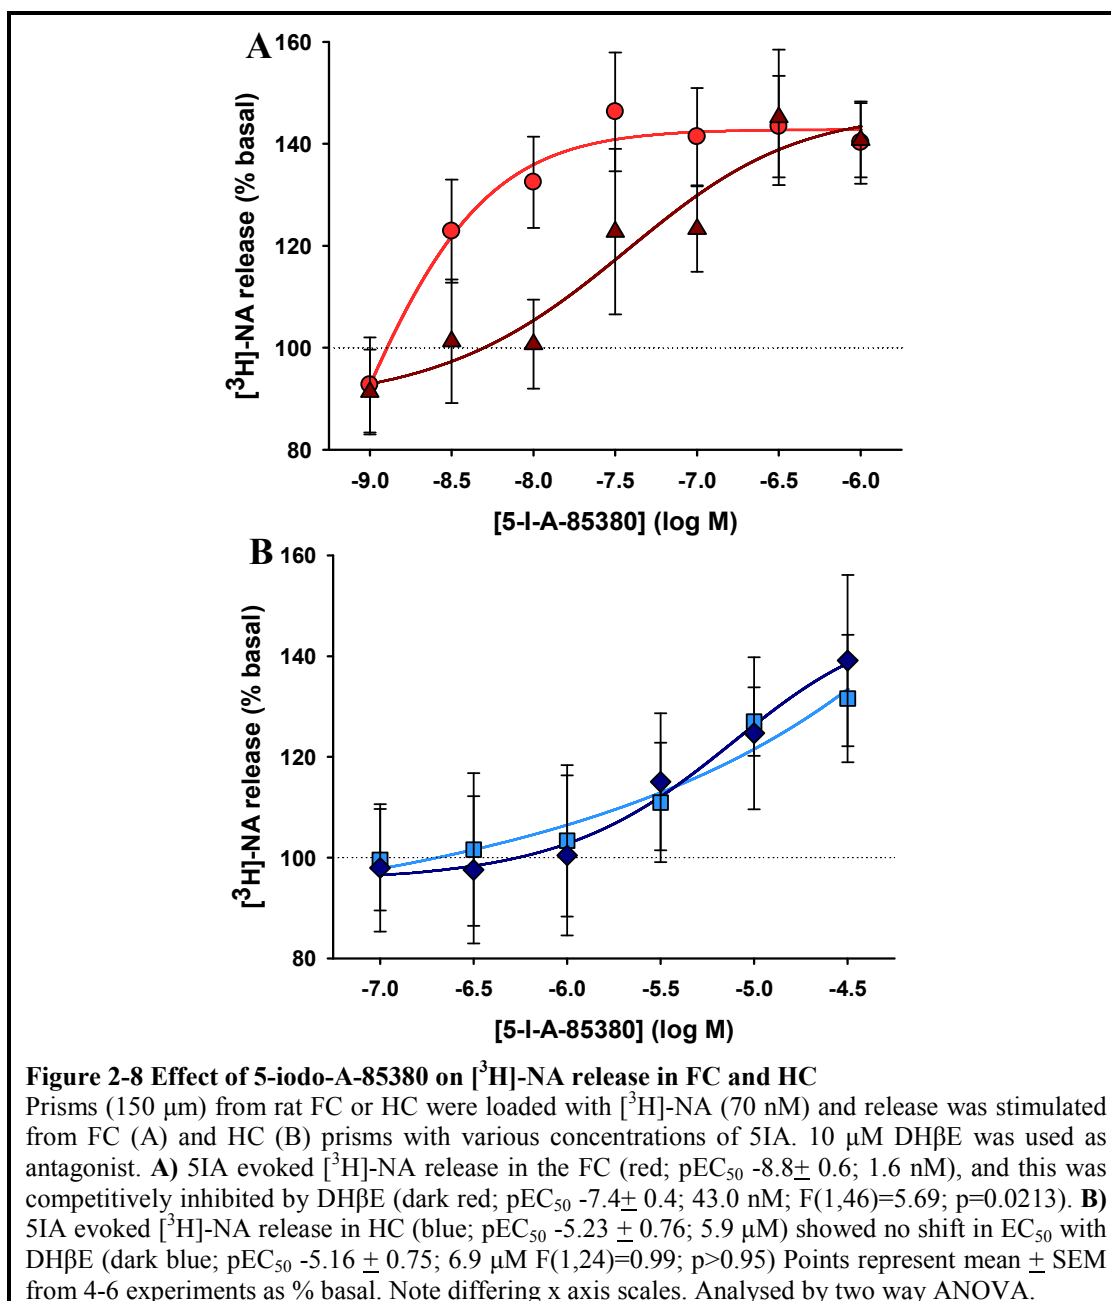 A
160
140
120
100
80
[³H]-NA release (% basal)
-9.0 -8.5 -8.0 -7.5 -7.0 -6.5 -6.0
[5-I-A-85380] (log M)
B
160
140
120
100
80
[³H]-NA release (% basal)
-7.0 -6.5 -6.0 -5.5 -5.0 -4.5
[5-I-A-85380] (log M)
Figure 2-8 Effect of 5-iodo-A-85380 on [³H]-NA release in FC and HC
Prisms (150 μm) from rat FC or HC were loaded with [³H]-NA (70 nM) and release was stimulated
from FC (A) and HC (B) prisms with various concentrations of 5IA. 10 μM DHβE was used as
antagonist. A) 5IA evoked [³H]-NA release in the FC (red; pEC₅₀ -8.8± 0.6; 1.6 nM), and this was
competitively inhibited by DHβE (dark red; pEC₅₀ -7.4± 0.4; 43.0 nM; F(1,46)=5.69; p=0.0213). B)
5IA evoked [³H]-NA release in HC (blue; pEC₅₀ -5.23 ± 0.76; 5.9 μM) showed no shift in EC₅₀ with
DHβE (dark blue; pEC₅₀ -5.16 ± 0.75; 6.9 μM F(1,24)=0.99; p>0.95) Points represent mean ± SEM
from 4-6 experiments as % basal. Note differing x axis scales. Analysed by two way ANOVA.